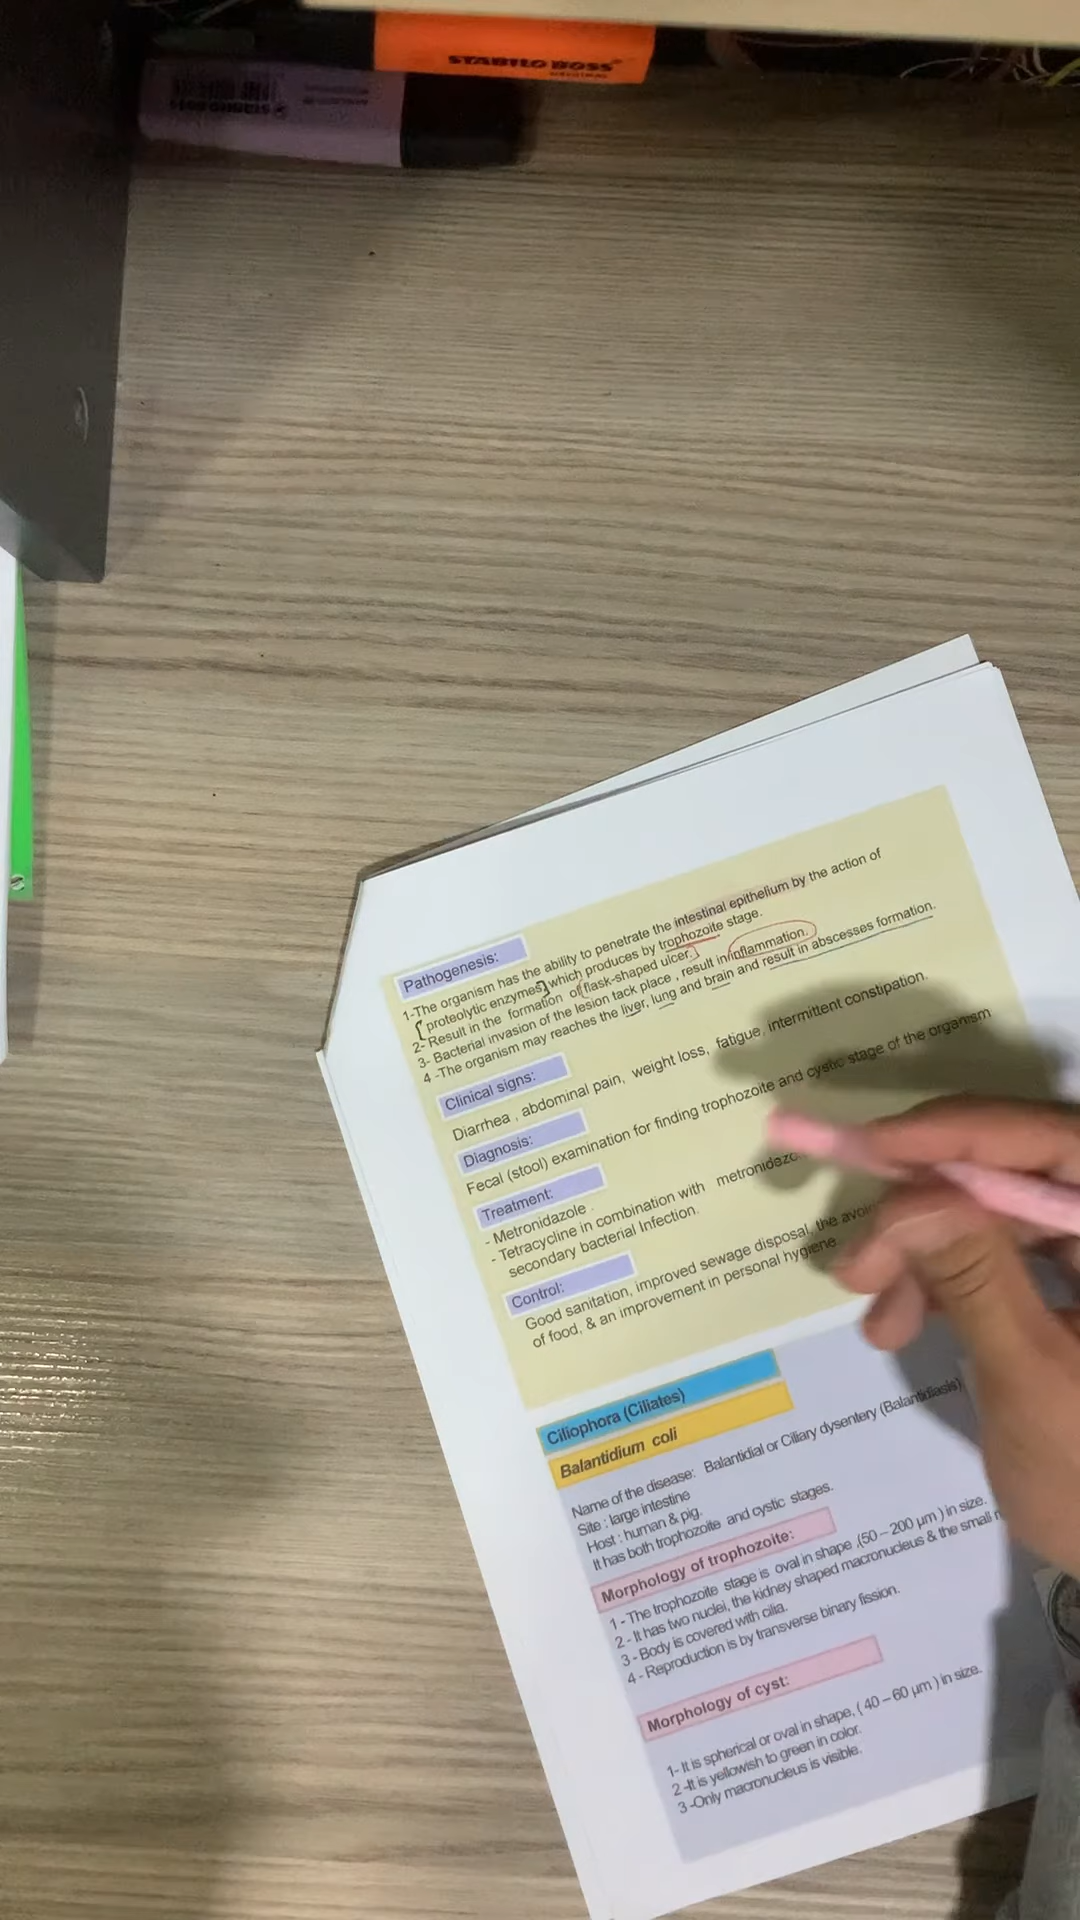 STABILO BOSS
ORIGINAL
Pathogenesis:
1-The organism has the ability to penetrate the intestinal epithelium by the action of
proteolytic enzymes which produces by trophozoite stage.
2- Result in the formation of flask-shaped ulcer.
3- Bacterial invasion of the lesion tack place , result in inflammation.
4 -The organism may reaches the liver, lung and brain and result in abscesses formation.
Clinical signs:
Diarrhea , abdominal pain, weight loss, fatigue, intermittent constipation.
Diagnosis:
Fecal (stool) examination for finding trophozoite and cystic stage of the organism
Treatment:
- Metronidazole .
- Tetracycline in combination with
secondary bacterial Infection.
Control:
Good sanitation, improved sewage disposal, the
of food, & an improvement in personal hygiene
Ciliophora (Ciliates)
Balantidium coli
Name of the disease: Balantidial or Ciliary dysentery (Balantidiasis)
Site : large intestine
Host : human & pig.
It has both trophozoite and cystic stages.
Morphology of trophozoite:
1 - The trophozoite stage is oval in shape ,(50 – 200 µm ) in size.
2 - It has two nuclei, the kidney shaped macronucleus & the small
3 - Body is covered with cilia.
4 - Reproduction is by transverse binary fission.
Morphology of cyst:
1- It is spherical or oval in shape, ( 40 – 60 µm ) in size.
2 -It is yellowish to green in color.
3 -Only macronucleus is visible.